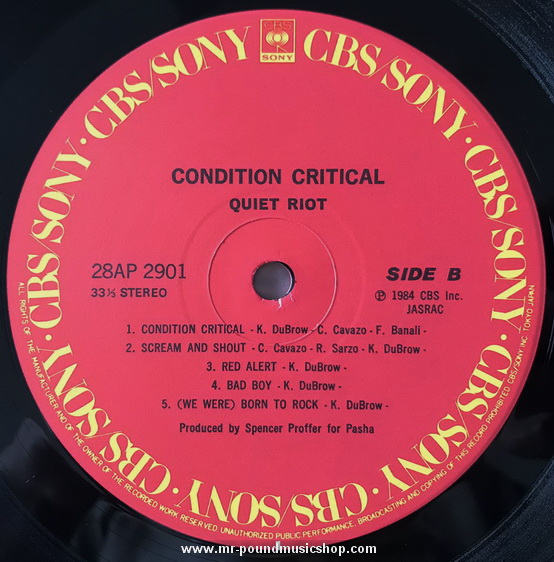 CBS
SONY
CBS/SONY · CBS/SONY · CBS/SONY · CBS/SONY · CBS/SONY · CBS/SONY · CBS/SONY · CBS/SONY
CONDITION CRITICAL
QUIET RIOT
28AP 2901
33⅓ STEREO
SIDE B
Ⓟ 1984 CBS Inc.
JASRAC
1. CONDITION CRITICAL - K. DuBrow - C. Cavazo - F. Banali -
2. SCREAM AND SHOUT - C. Cavazo - R. Sarzo - K. DuBrow -
3. RED ALERT - K. DuBrow -
4. BAD BOY - K. DuBrow -
5. (WE WERE) BORN TO ROCK - K. DuBrow -
Produced by Spencer Proffer for Pasha
ALL RIGHTS OF THE MANUFACTURER AND OF THE OWNER OF THE RECORDED WORK RESERVED. UNAUTHORIZED PUBLIC PERFORMANCE, BROADCASTING AND COPYING OF THIS RECORD PROHIBITED. CBS/SONY INC. TOKYO JAPAN
www.mr-poundmusicshop.com